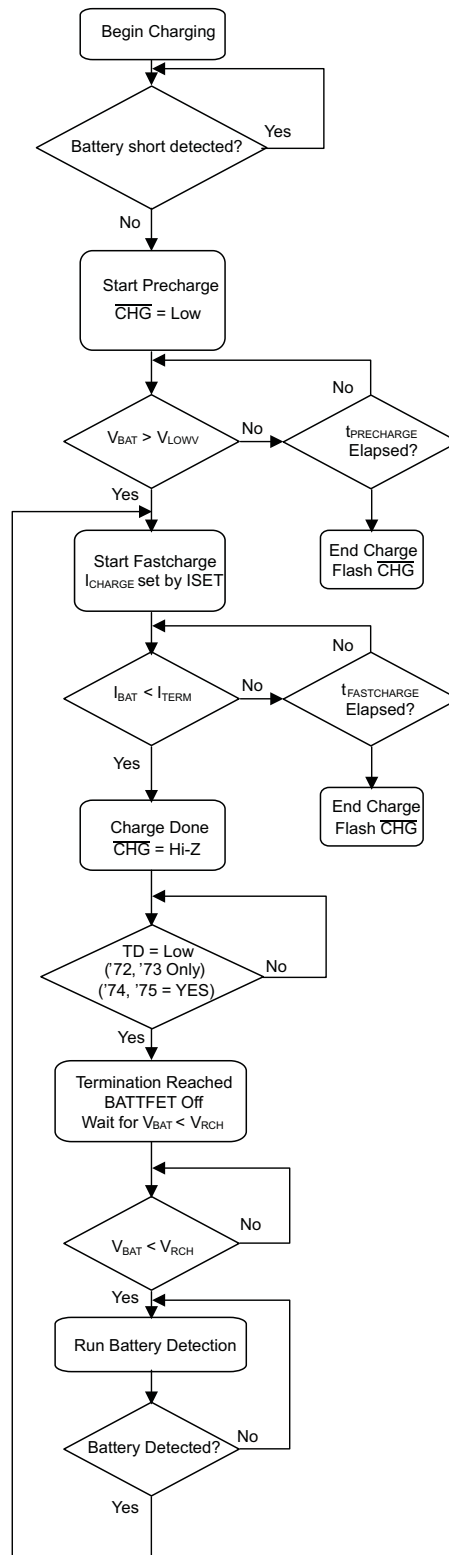 Begin Charging
Battery short detected?
Yes
No
Start Precharge
CHG = Low
No
VBAT > VLOWV
No
tPRECHARGE
Elapsed?
Yes
Start Fastcharge
ICHARGE set by ISET
End Charge
Flash CHG
No
IBAT < ITERM
No
tFASTCHARGE
Elapsed?
Yes
Charge Done
CHG = Hi-Z
End Charge
Flash CHG
TD = Low
('72, '73 Only)
('74, '75 = YES)
No
Yes
Termination Reached
BATTFET Off
Wait for VBAT < VRCH
No
VBAT < VRCH
Yes
Run Battery Detection
Battery Detected?
No
Yes